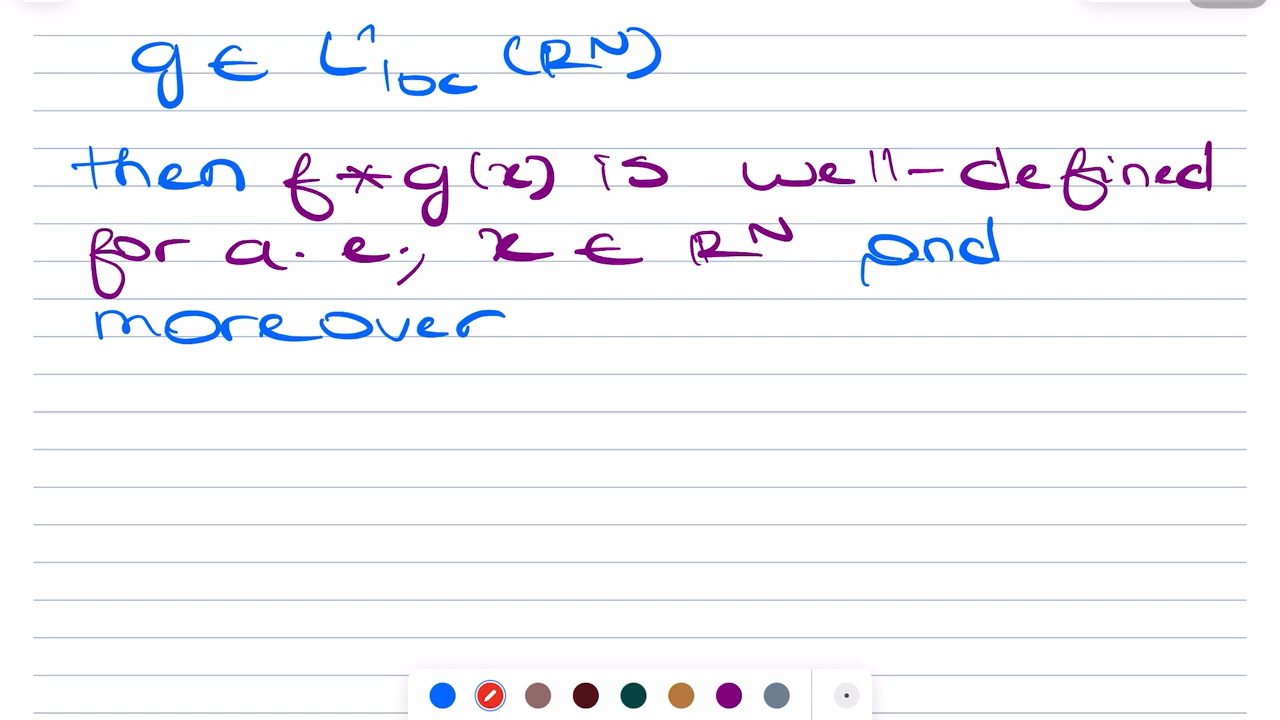 g ∈ L¹loc (RN)
then f*g(x) is well-defined
for a.e., x ∈ RN and
moreover